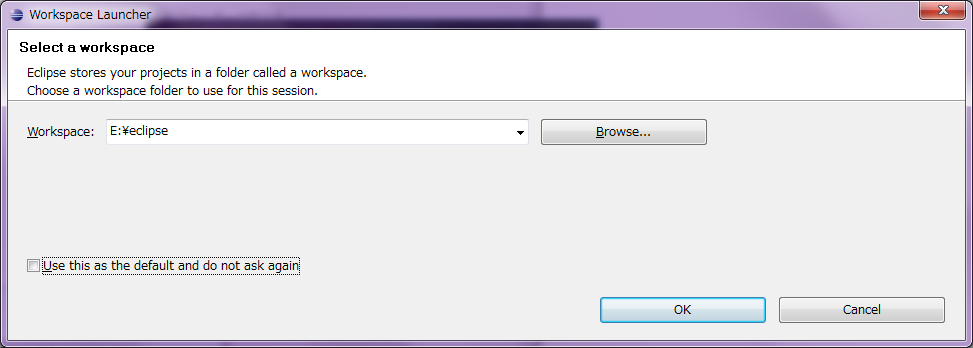 Workspace Launcher
Select a workspace
Eclipse stores your projects in a folder called a workspace.
Choose a workspace folder to use for this session.
Workspace: E:¥eclipse Browse...
Use this as the default and do not ask again
OK Cancel